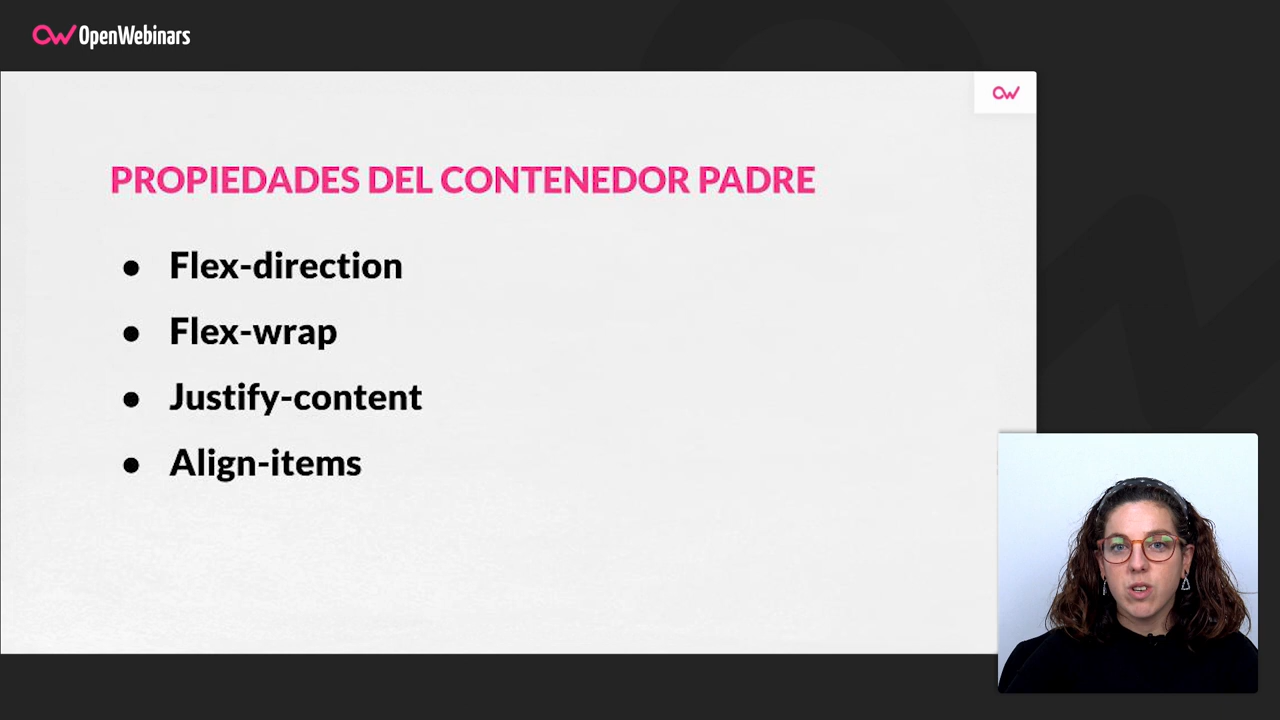 OpenWebinars
PROPIEDADES DEL CONTENEDOR PADRE
● Flex-direction
● Flex-wrap
● Justify-content
● Align-items